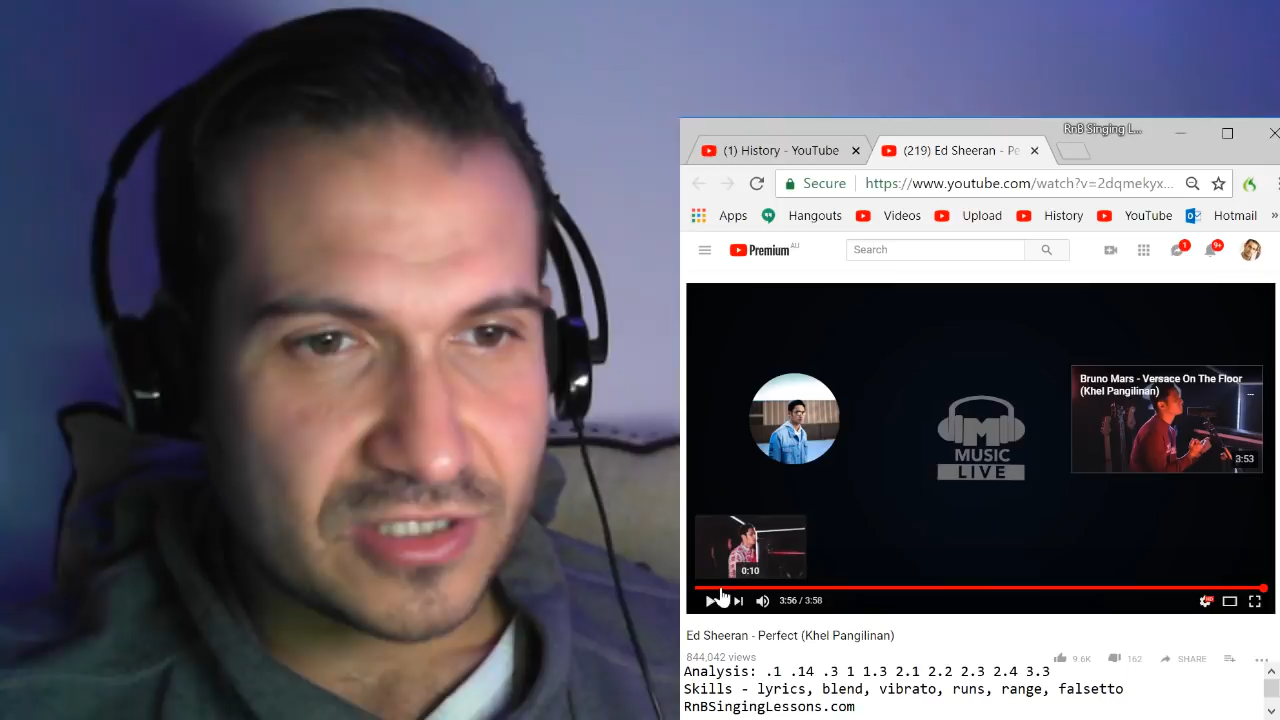 RnB Singing L...
(1) History - YouTube
(219) Ed Sheeran - Pe
Secure
https://www.youtube.com/watch?v=2dqmekyx...
Apps
Hangouts
Videos
Upload
History
YouTube
Hotmail
»
Premium AU
Search
1
9+
Bruno Mars - Versace On The Floor
(Khel Pangilinan)
3:53
MUSIC
LIVE
0:10
3:56 / 3:58
HD
Ed Sheeran - Perfect (Khel Pangilinan)
844,042 views
9.6K
162
SHARE
Analysis: .1 .14 .3 1 1.3 2.1 2.2 2.3 2.4 3.3
Skills - lyrics, blend, vibrato, runs, range, falsetto
RnBSingingLessons.com